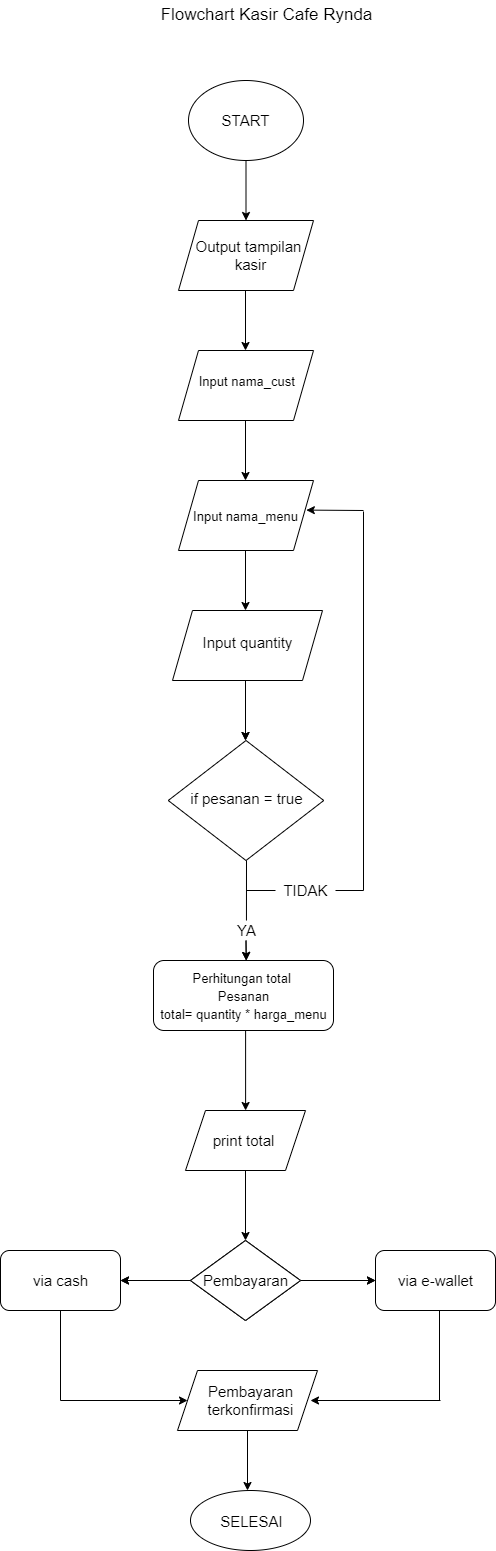 Flowchart Kasir Cafe Rynda
START
Output tampilan
kasir
Input nama_cust
Input nama_menu
Input quantity
if pesanan = true
TIDAK
YA
Perhitungan total
Pesanan
total= quantity * harga_menu
print total
via cash
Pembayaran
via e-wallet
Pembayaran
terkonfirmasi
SELESAI